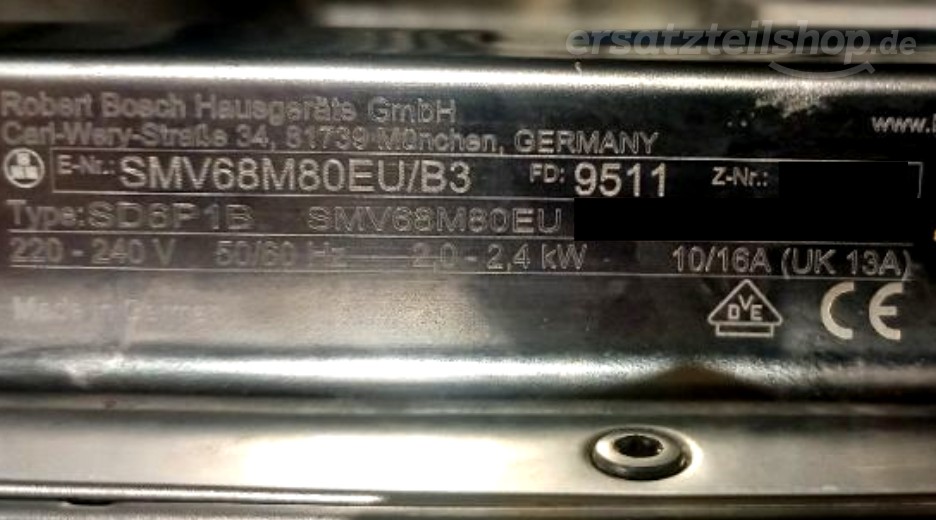 ersatzteilshop.de
Robert Bosch Hausgeräte GmbH
Carl-Wery-Straße 34, 81739 München, GERMANY
www.
E-Nr.: SMV68M80EU/B3 FD: 9511 Z-Nr.:
Type: SD6P1B SMV68M80EU
220 - 240 V 50/60 Hz 2,0 - 2,4 kW 10/16A (UK 13A)
Made in Germany
DVE CE